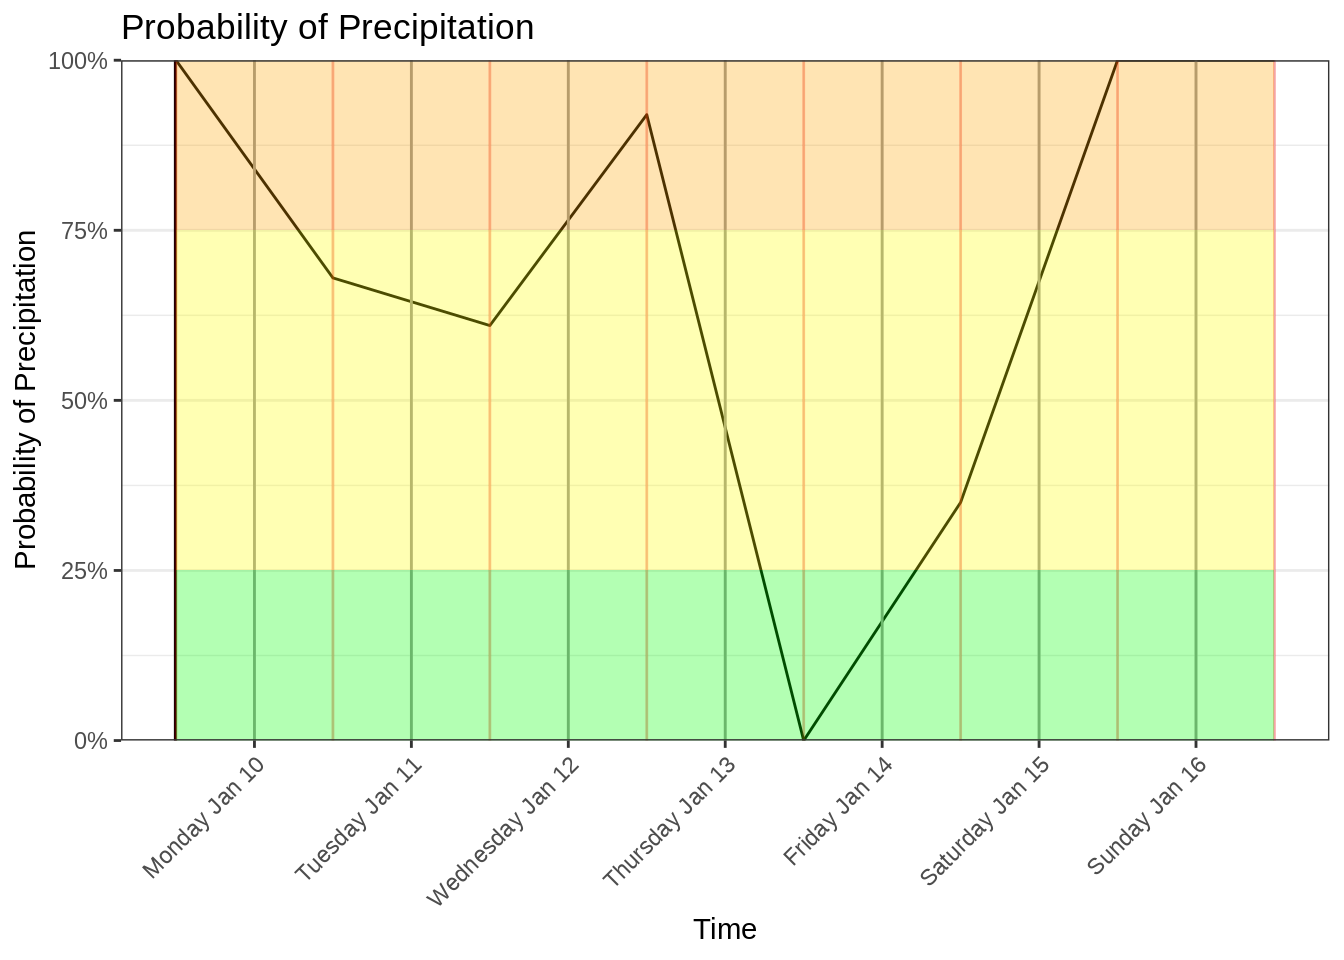 Probability of Precipitation
Probability of Precipitation
100%
75%
50%
25%
0%
Monday Jan 10
Tuesday Jan 11
Wednesday Jan 12
Thursday Jan 13
Friday Jan 14
Saturday Jan 15
Sunday Jan 16
Time